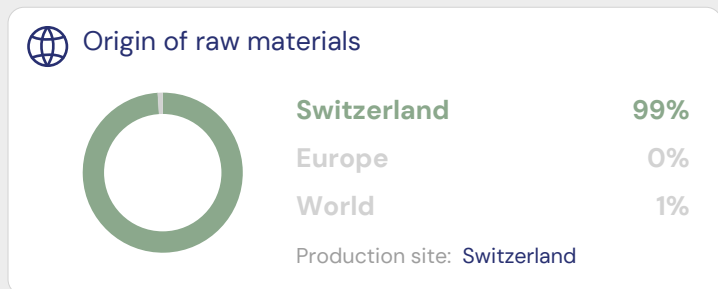 Origin of raw materials
Switzerland 99%
Europe 0%
World 1%
Production site: Switzerland